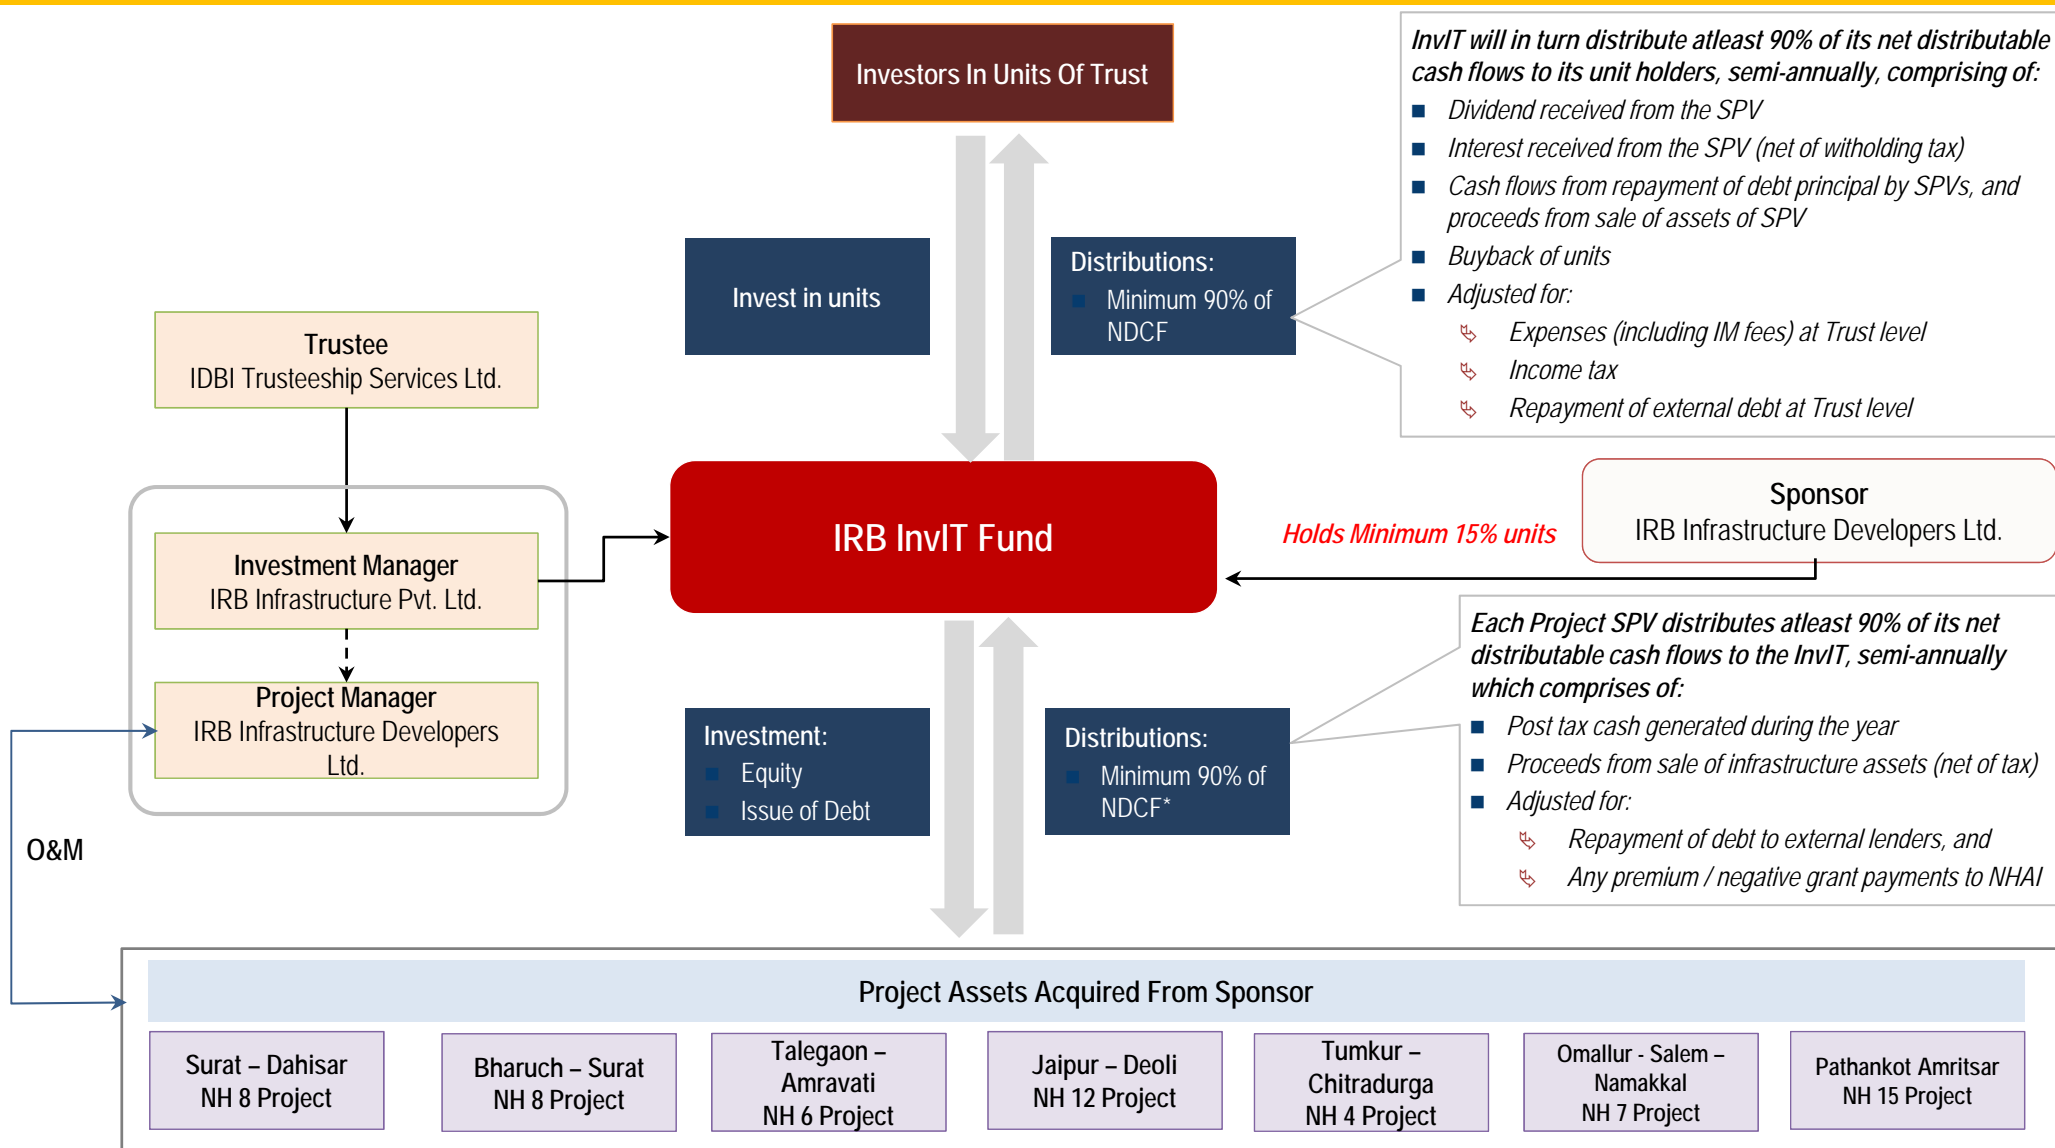 Investors In Units Of Trust
InvIT will in turn distribute atleast 90% of its net distributable
cash flows to its unit holders, semi-annually, comprising of:
Dividend received from the SPV
Interest received from the SPV (net of witholding tax)
Cash flows from repayment of debt principal by SPVs, and
proceeds from sale of assets of SPV
Buyback of units
Adjusted for:
Expenses (including IM fees) at Trust level
Income tax
Repayment of external debt at Trust level
Invest in units
Distributions:
Minimum 90% of
NDCF
Trustee
IDBI Trusteeship Services Ltd.
Investment Manager
IRB Infrastructure Pvt. Ltd.
Project Manager
IRB Infrastructure Developers
Ltd.
IRB InvIT Fund
Holds Minimum 15% units
Sponsor
IRB Infrastructure Developers Ltd.
Each Project SPV distributes atleast 90% of its net
distributable cash flows to the InvIT, semi-annually
which comprises of:
Post tax cash generated during the year
Proceeds from sale of infrastructure assets (net of tax)
Adjusted for:
Repayment of debt to external lenders, and
Any premium / negative grant payments to NHAI
Investment:
Equity
Issue of Debt
Distributions:
Minimum 90% of
NDCF*
O&M
Project Assets Acquired From Sponsor
Surat – Dahisar
NH 8 Project
Bharuch – Surat
NH 8 Project
Talegaon –
Amravati
NH 6 Project
Jaipur – Deoli
NH 12 Project
Tumkur –
Chitradurga
NH 4 Project
Omallur - Salem –
Namakkal
NH 7 Project
Pathankot Amritsar
NH 15 Project